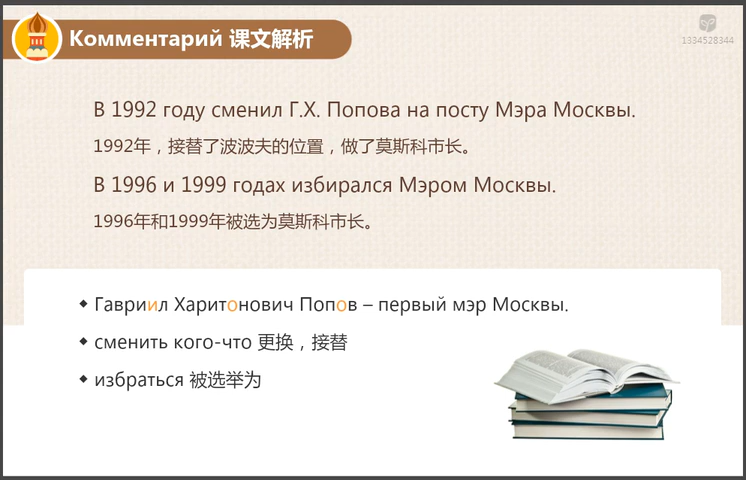 Комментарий 课文解析
1334528344
В 1992 году сменил Г.Х. Попова на посту Мэра Москвы.
1992年，接替了波波夫的位置，做了莫斯科市长。
В 1996 и 1999 годах избирался Мэром Москвы.
1996年和1999年被选为莫斯科市长。
Гавриил Харитонович Попов – первый мэр Москвы.
сменить кого-что 更换，接替
избраться 被选举为